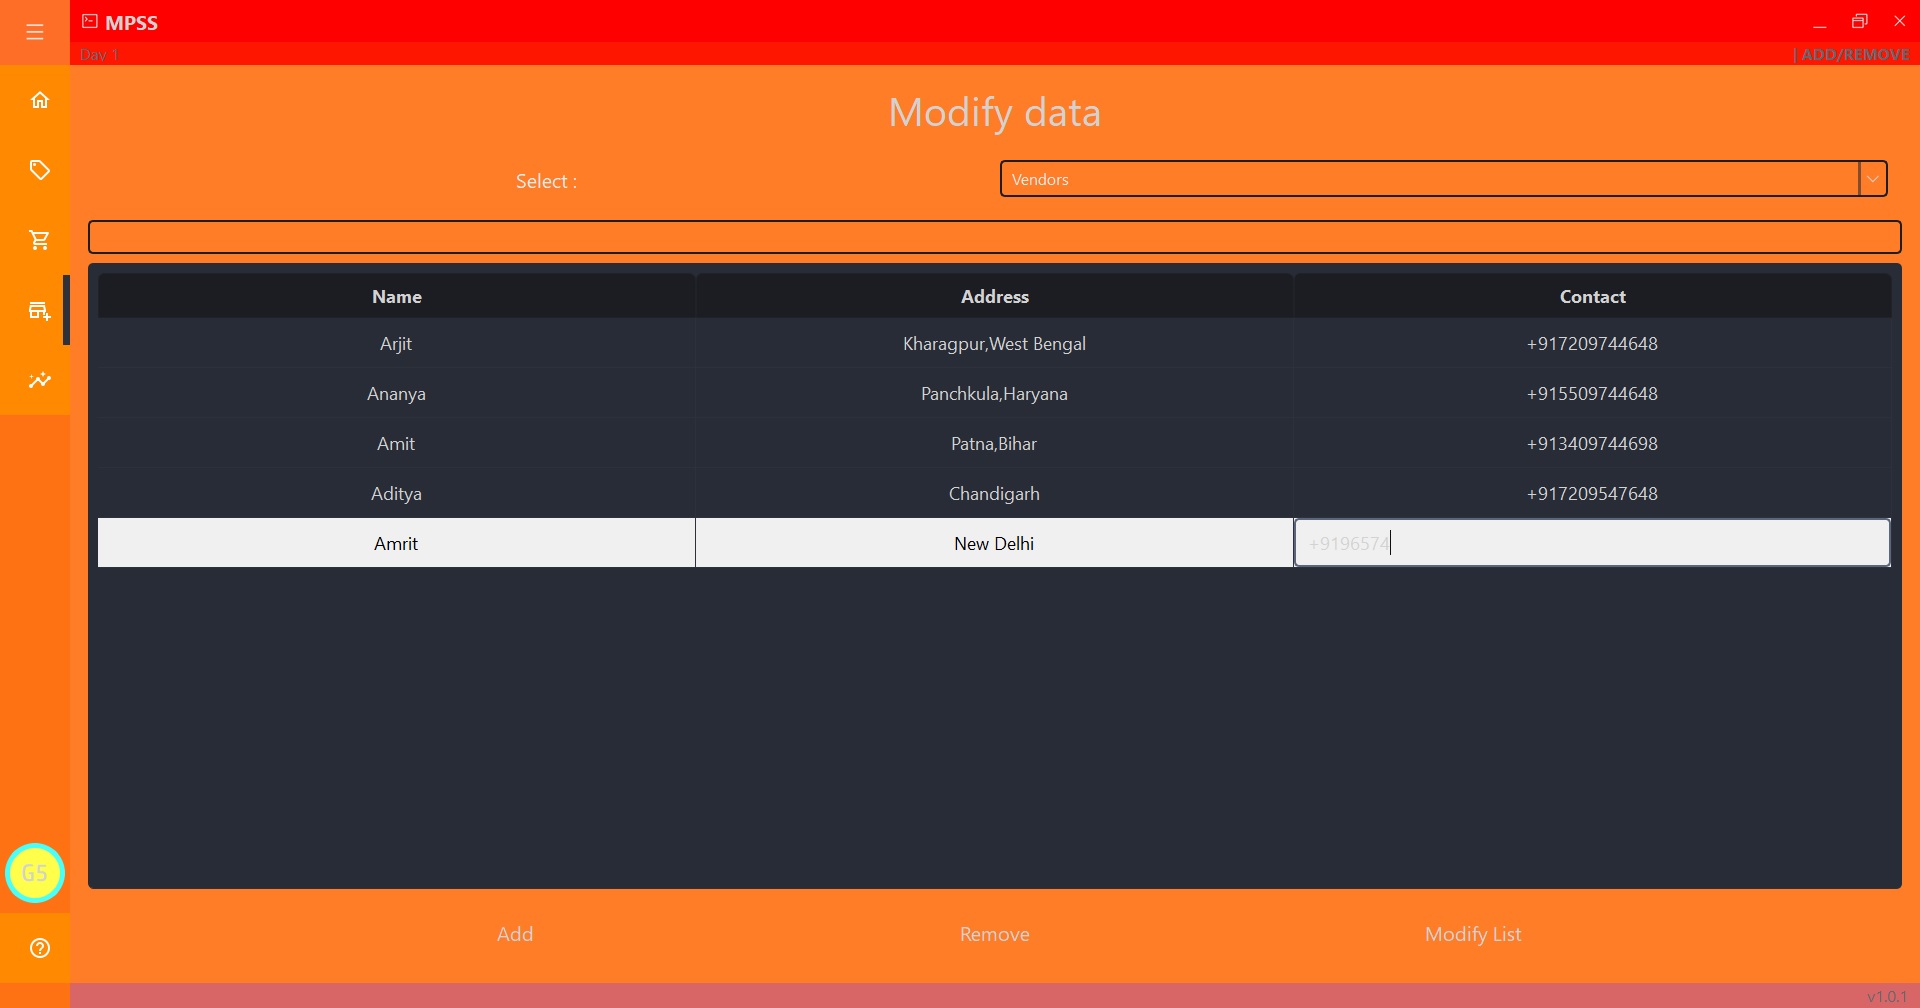 MPSS
Day 1
| ADD/REMOVE
Modify data
Select :
Vendors
Name Address Contact
Arjit Kharagpur,West Bengal +917209744648
Ananya Panchkula,Haryana +915509744648
Amit Patna,Bihar +913409744698
Aditya Chandigarh +917209547648
Amrit New Delhi +9196574
G5
Add Remove Modify List
v1.0.1